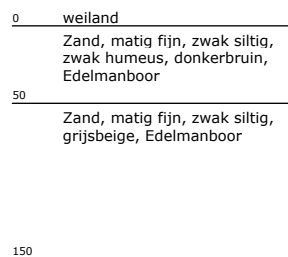 0 weiland
Zand, matig fijn, zwak siltig,
zwak humeus, donkerbruin,
Edelmanboor
50
Zand, matig fijn, zwak siltig,
grijsbeige, Edelmanboor
150